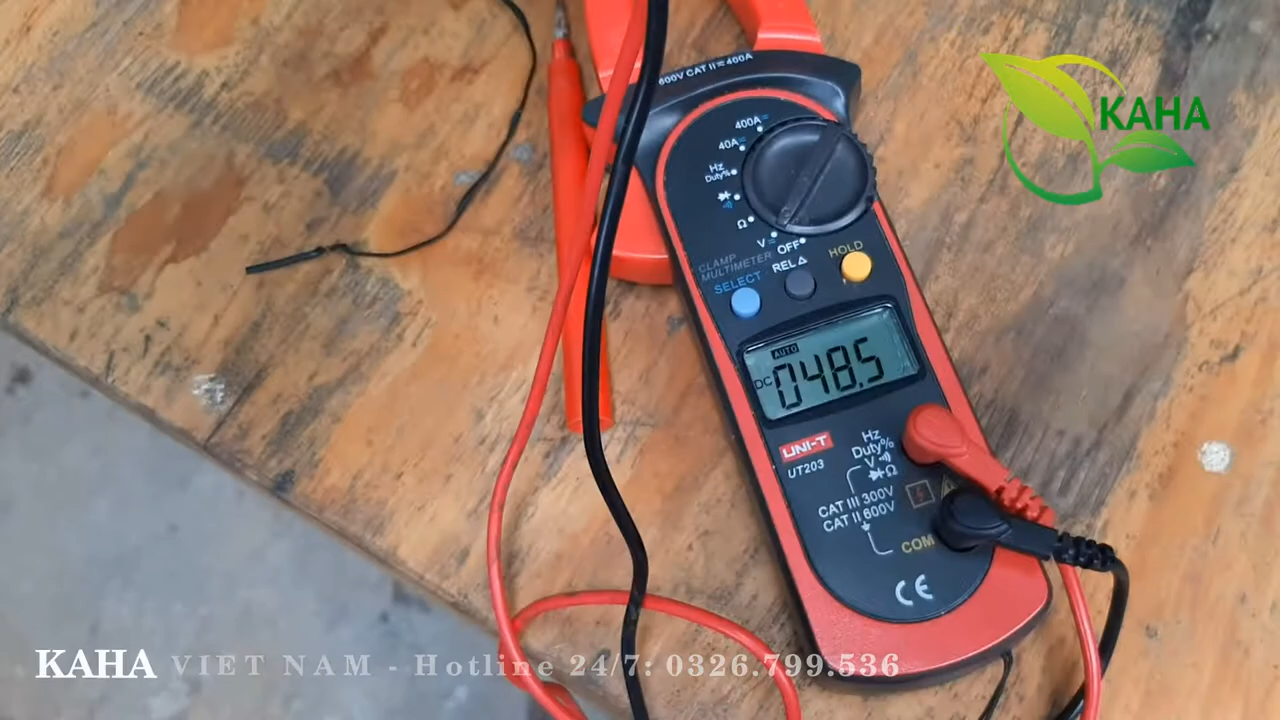 600V CAT II ≂ 400A
KAHA
400A≂
40A≂
Hz
Duty%
Ω
V≂
OFF
CLAMP
MULTIMETER
REL△
HOLD
SELECT
AUTO
DC
048.5
UNI-T
UT203
Hz
Duty%
V
Ω
CAT III 300V
CAT II 600V
COM
CE
KAHA VIET NAM - Hotline 24/7: 0326.799.536